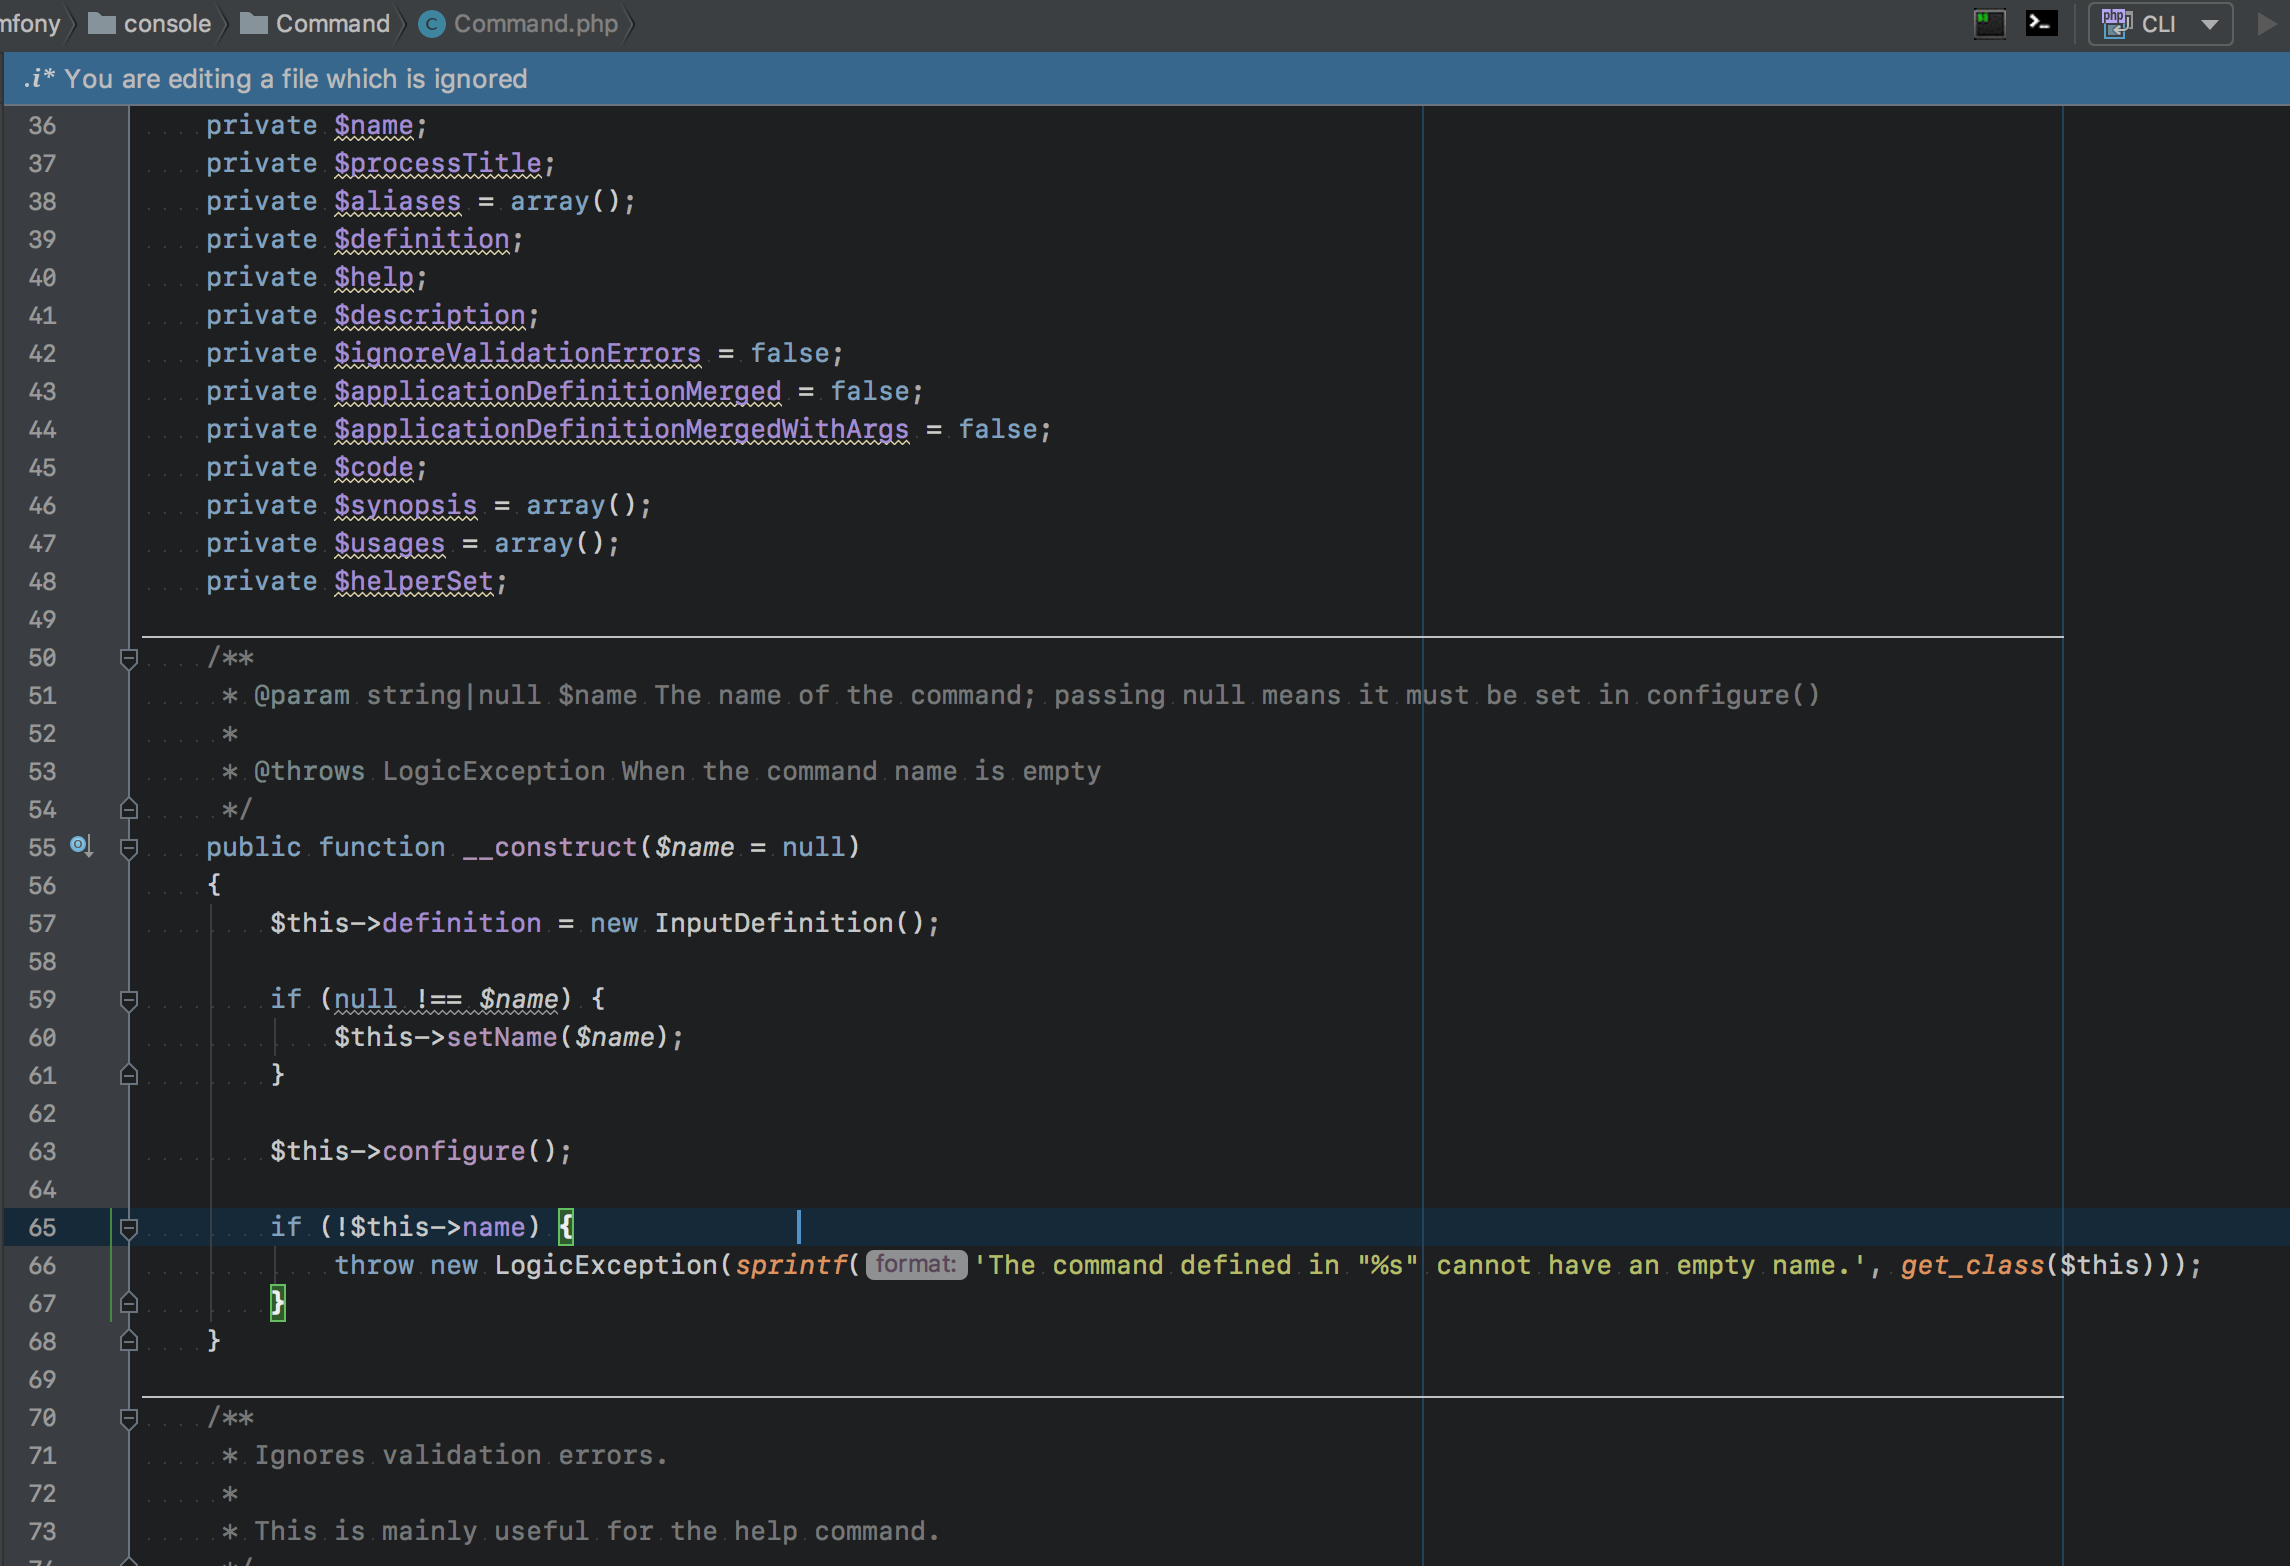 mfony console Command C Command.php php CLI
.i* You are editing a file which is ignored
36 private $name;
37 private $processTitle;
38 private $aliases = array();
39 private $definition;
40 private $help;
41 private $description;
42 private $ignoreValidationErrors = false;
43 private $applicationDefinitionMerged = false;
44 private $applicationDefinitionMergedWithArgs = false;
45 private $code;
46 private $synopsis = array();
47 private $usages = array();
48 private $helperSet;
49
50 /**
51 * @param string|null $name The name of the command; passing null means it must be set in configure()
52 *
53 * @throws LogicException When the command name is empty
54 */
55 public function __construct($name = null)
56 {
57 $this->definition = new InputDefinition();
58
59 if (null !== $name) {
60 $this->setName($name);
61 }
62
63 $this->configure();
64
65 if (!$this->name) {
66 throw new LogicException(sprintf( format: 'The command defined in "%s" cannot have an empty name.', get_class($this)));
67 }
68 }
69
70 /**
71 * Ignores validation errors.
72 *
73 * This is mainly useful for the help command.